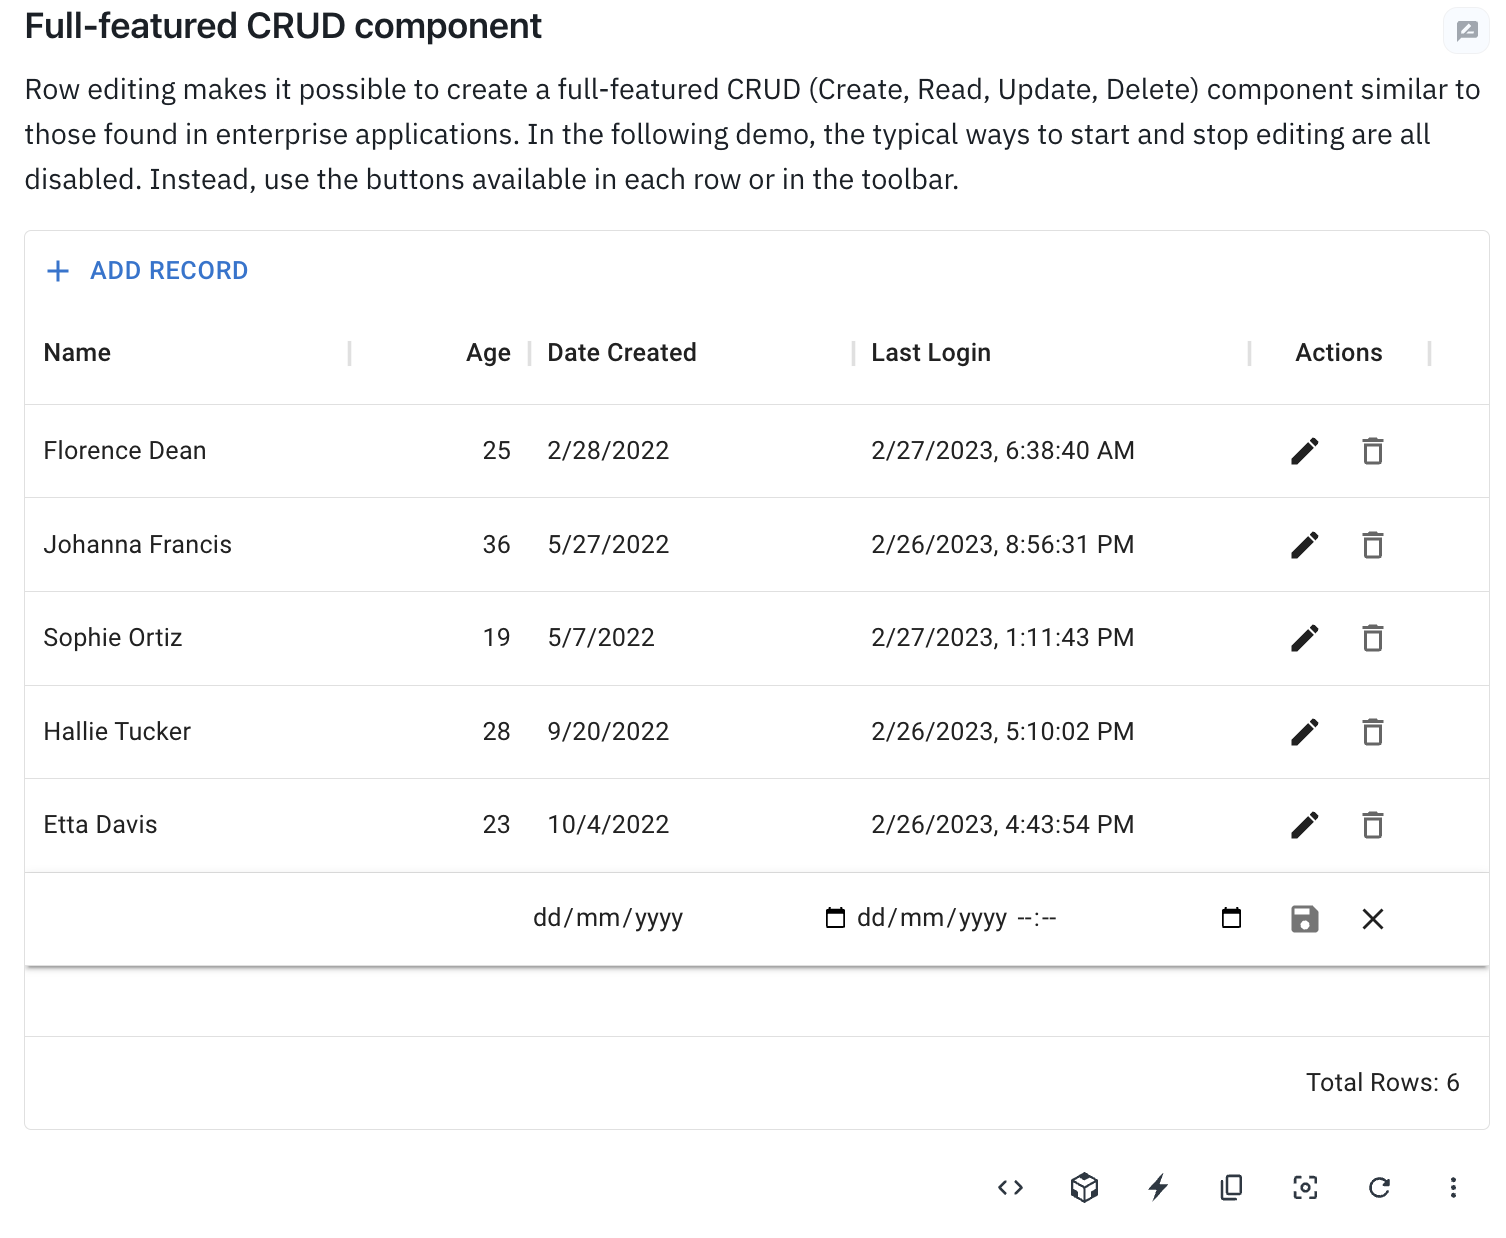 Full-featured CRUD component
Row editing makes it possible to create a full-featured CRUD (Create, Read, Update, Delete) component similar to
those found in enterprise applications. In the following demo, the typical ways to start and stop editing are all
disabled. Instead, use the buttons available in each row or in the toolbar.
+ ADD RECORD
Name Age Date Created Last Login Actions
Florence Dean 25 2/28/2022 2/27/2023, 6:38:40 AM
Johanna Francis 36 5/27/2022 2/26/2023, 8:56:31 PM
Sophie Ortiz 19 5/7/2022 2/27/2023, 1:11:43 PM
Hallie Tucker 28 9/20/2022 2/26/2023, 5:10:02 PM
Etta Davis 23 10/4/2022 2/26/2023, 4:43:54 PM
dd/mm/yyyy dd/mm/yyyy --:--
Total Rows: 6